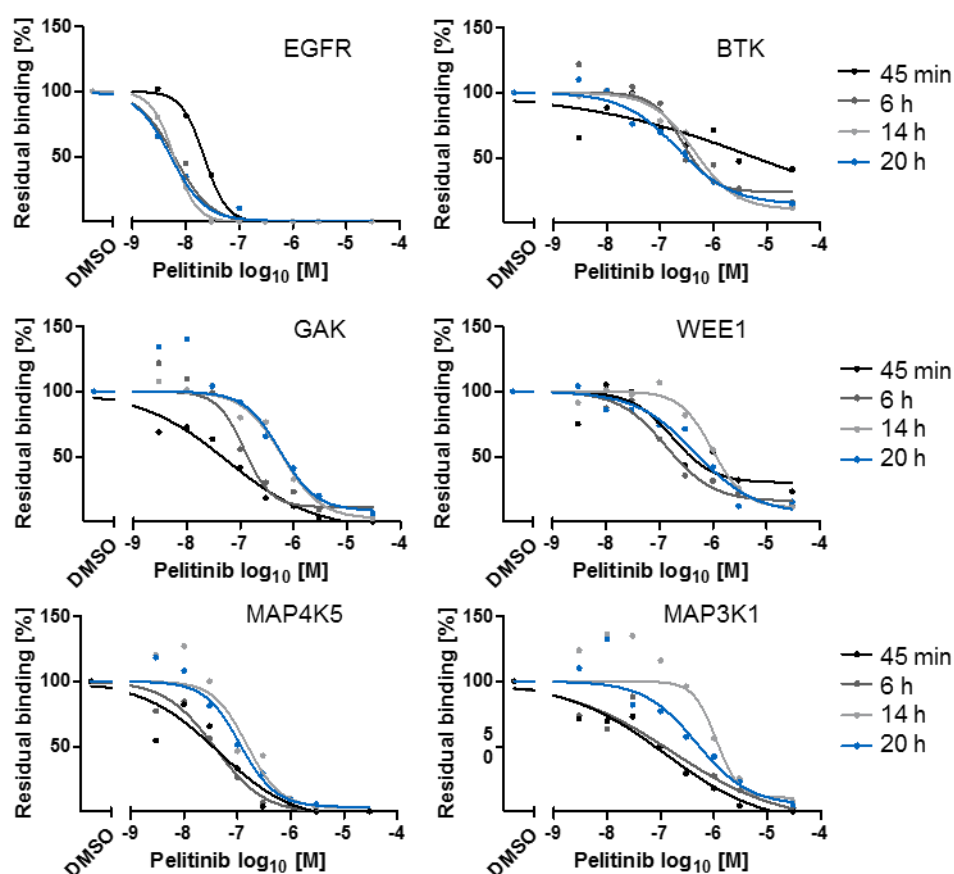 EGFR
Residual binding [%]
150
100
50
DMSO
-9 -8 -7 -6 -5 -4
Pelitinib log10 [M]
BTK
Residual binding [%]
150
100
50
DMSO
-9 -8 -7 -6 -5 -4
Pelitinib log10 [M]
45 min
6 h
14 h
20 h
GAK
Residual binding [%]
150
100
50
DMSO
-9 -8 -7 -6 -5 -4
Pelitinib log10 [M]
WEE1
Residual binding [%]
150
100
50
DMSO
-9 -8 -7 -6 -5 -4
Pelitinib log10 [M]
45 min
6 h
14 h
20 h
MAP4K5
Residual binding [%]
150
100
50
DMSO
-9 -8 -7 -6 -5 -4
Pelitinib log10 [M]
MAP3K1
Residual binding [%]
150
100
5
0
DMSO
-9 -8 -7 -6 -5 -4
Pelitinib log10 [M]
45 min
6 h
14 h
20 h